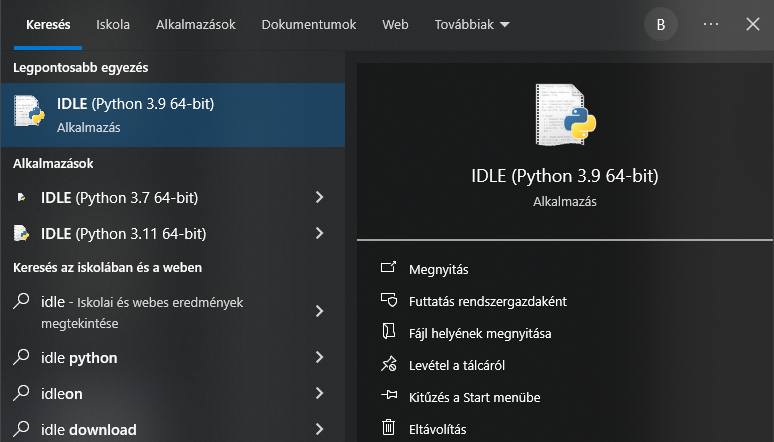 Keresés Iskola Alkalmazások Dokumentumok Web Továbbiak B
Legpontosabb egyezés
IDLE (Python 3.9 64-bit)
Alkalmazás
Alkalmazások
IDLE (Python 3.7 64-bit)
IDLE (Python 3.11 64-bit)
Keresés az iskolában és a weben
idle - Iskolai és webes eredmények
megtekintése
idle python
idleon
idle download
IDLE (Python 3.9 64-bit)
Alkalmazás
Megnyitás
Futtatás rendszergazdaként
Fájl helyének megnyitása
Levétel a tálcáról
Kitűzés a Start menübe
Eltávolítás